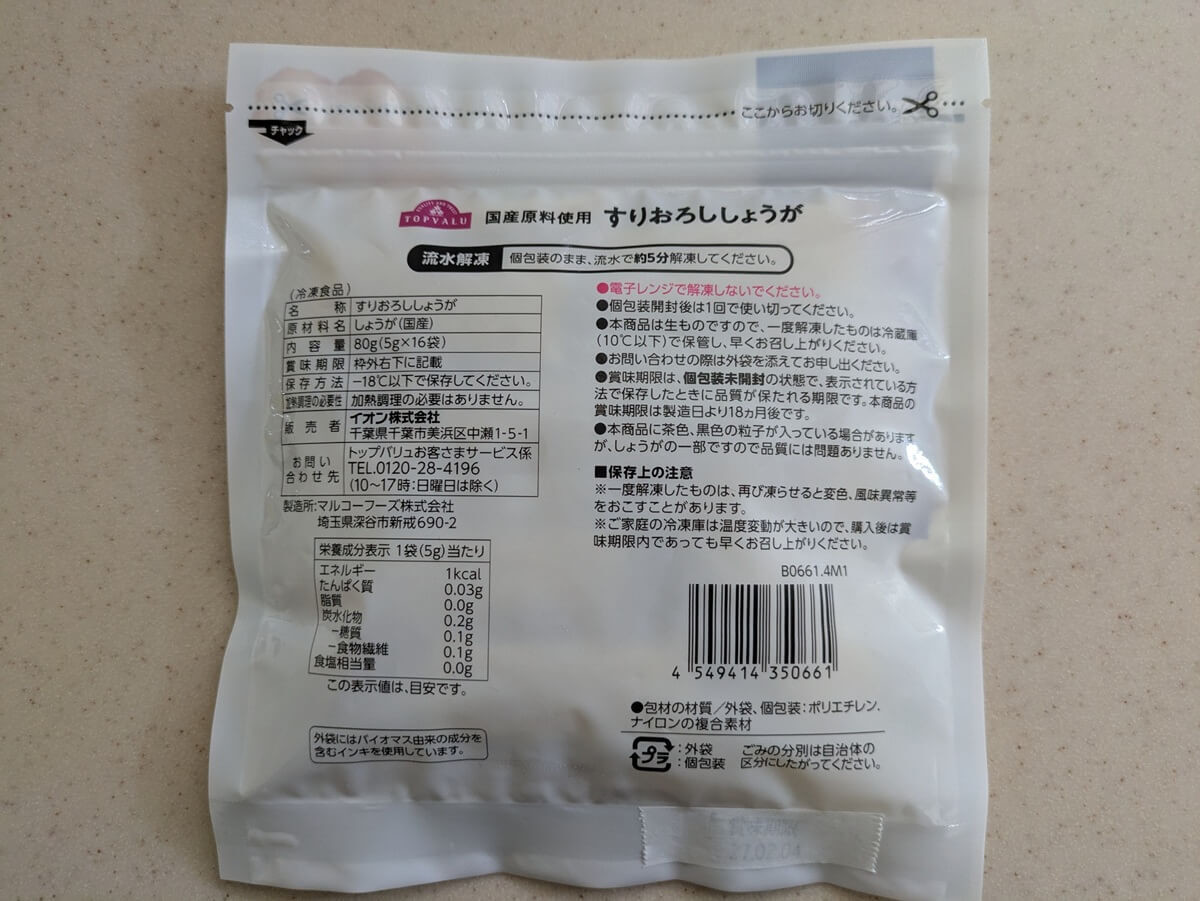 ここからお切りください。
チャック
QUALITY AND TRUST
TOPVALU
国産原料使用 すりおろししょうが
流水解凍 個包装のまま、流水で約5分解凍してください。
(冷凍食品)
名称 すりおろししょうが
原材料名 しょうが(国産)
内容量 80g(5g×16袋)
賞味期限 枠外右下に記載
保存方法 −18℃以下で保存してください。
加熱調理の必要性 加熱調理の必要はありません。
販売者 イオン株式会社
千葉県千葉市美浜区中瀬1-5-1
お問い合わせ先 トップバリュお客さまサービス係
TEL.0120-28-4196
(10～17時:日曜日は除く)
製造所:マルコーフーズ株式会社
埼玉県深谷市新戒690-2
栄養成分表示 1袋(5g)当たり
エネルギー 1kcal
たんぱく質 0.03g
脂質 0.0g
炭水化物 0.2g
−糖質 0.1g
−食物繊維 0.1g
食塩相当量 0.0g
この表示値は、目安です。
外袋にはバイオマス由来の成分を
含むインキを使用しています。
●電子レンジで解凍しないでください。
●個包装開封後は1回で使い切ってください。
●本商品は生ものですので、一度解凍したものは冷蔵庫
(10℃以下)で保管し、早くお召し上がりください。
●お問い合わせの際は外袋を添えてお申し出ください。
●賞味期限は、個包装未開封の状態で、表示されている方
法で保存したときに品質が保たれる期限です。本商品の
賞味期限は製造日より18ヵ月後です。
●本商品に茶色、黒色の粒子が入っている場合があります
が、しょうがの一部ですので品質には問題ありません。
■保存上の注意
※一度解凍したものは、再び凍らせると変色、風味異常等
をおこすことがあります。
※ご家庭の冷凍庫は温度変動が大きいので、購入後は賞
味期限内であっても早くお召し上がりください。
B0661.4M1
4 549414 350661
●包材の材質/外袋、個包装:ポリエチレン、
ナイロンの複合素材
プラ :外袋 ごみの分別は自治体の
:個包装 区分にしたがってください。
賞味期限
27.02.04